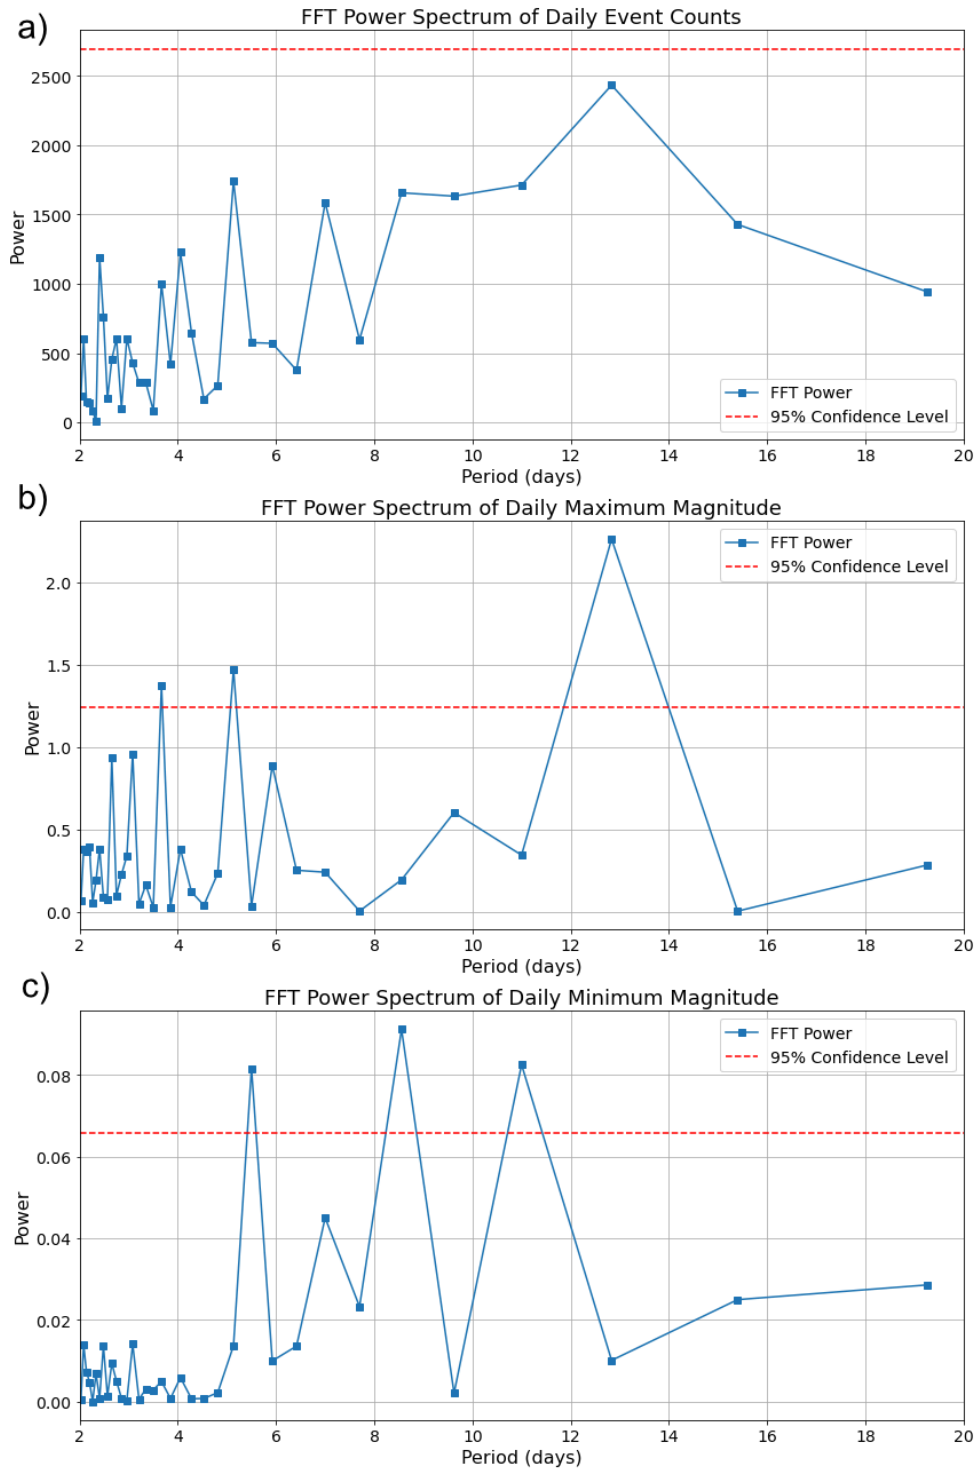 a)
FFT Power Spectrum of Daily Event Counts
Power
2500
2000
1500
1000
500
0
FFT Power
95% Confidence Level
2 4 6 8 10 12 14 16 18 20
Period (days)
b)
FFT Power Spectrum of Daily Maximum Magnitude
FFT Power
95% Confidence Level
Power
2.0
1.5
1.0
0.5
0.0
2 4 6 8 10 12 14 16 18 20
Period (days)
c)
FFT Power Spectrum of Daily Minimum Magnitude
FFT Power
95% Confidence Level
Power
0.08
0.06
0.04
0.02
0.00
2 4 6 8 10 12 14 16 18 20
Period (days)